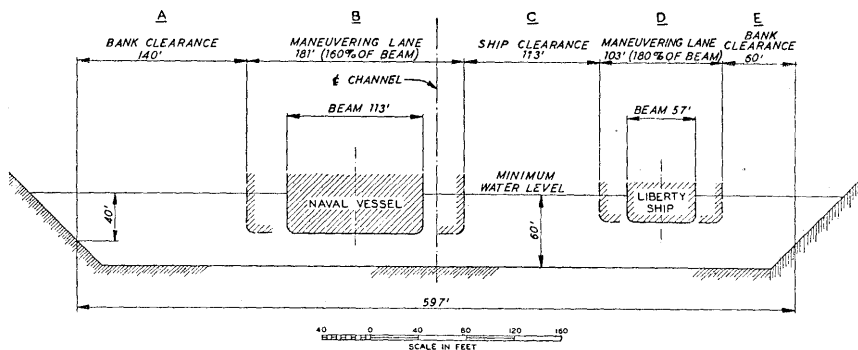 A
B
C
D
E
BANK CLEARANCE
140'
MANEUVERING LANE
181' (160% OF BEAM)
SHIP CLEARANCE
113'
MANEUVERING LANE
103' (180% OF BEAM)
BANK
CLEARANCE
60'
℄ CHANNEL
BEAM 113'
BEAM 57'
MINIMUM
WATER LEVEL
NAVAL VESSEL
LIBERTY
SHIP
40'
60'
597'
40 0 40 80 120 160
SCALE IN FEET